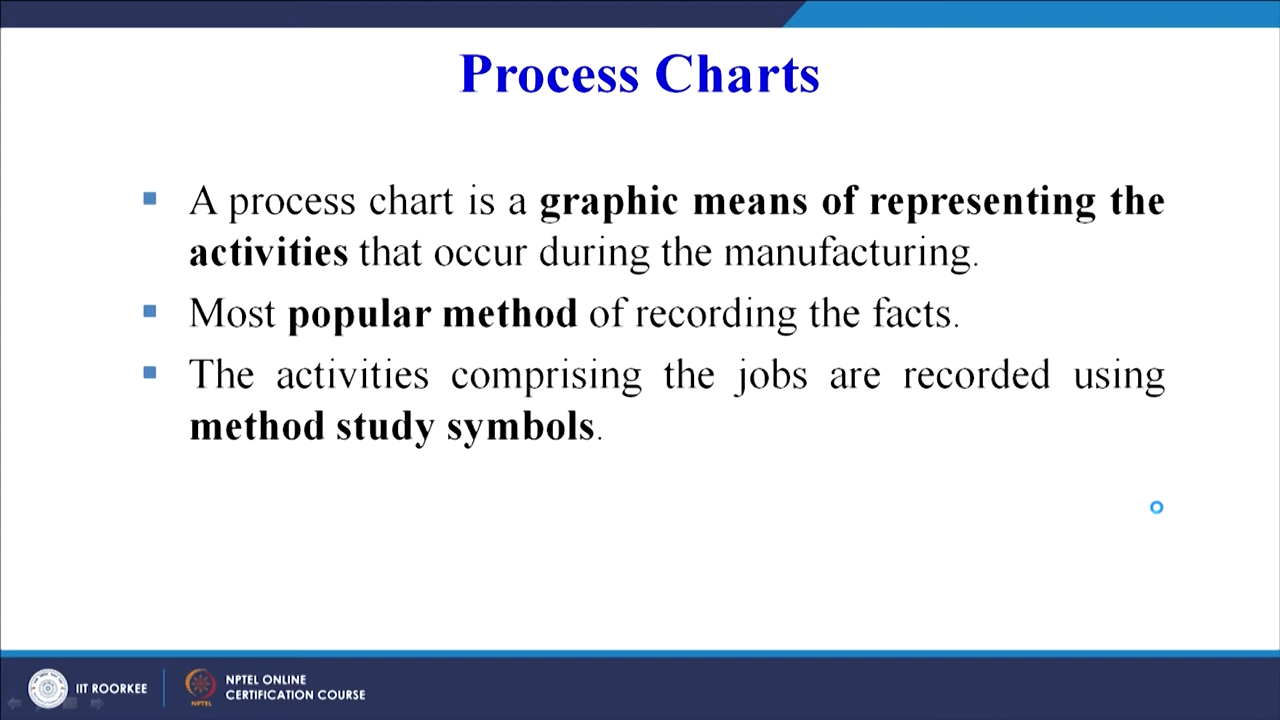 Process Charts
A process chart is a graphic means of representing the
activities that occur during the manufacturing.
Most popular method of recording the facts.
The activities comprising the jobs are recorded using
method study symbols.
IIT ROORKEE
NPTEL ONLINE
CERTIFICATION COURSE
NPTEL